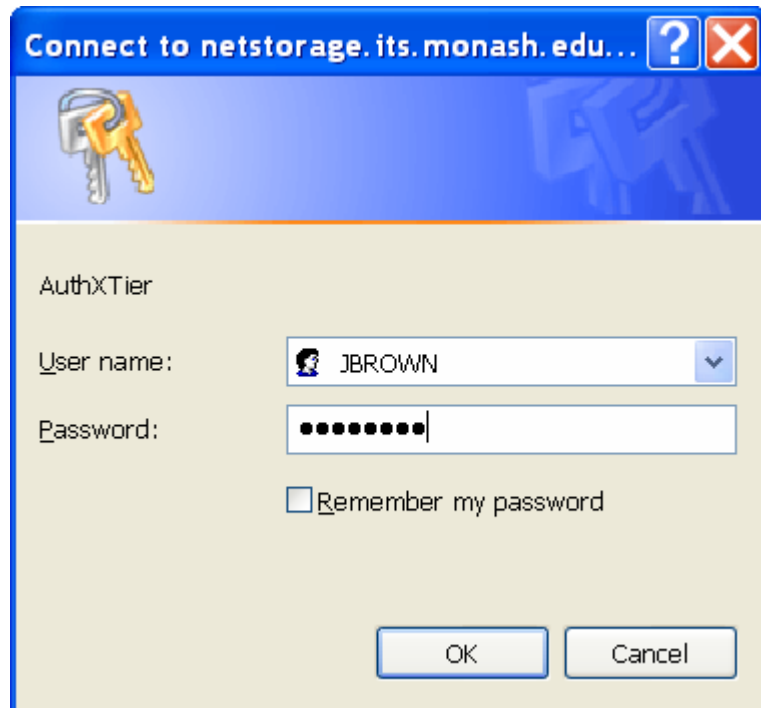 Connect to netstorage.its.monash.edu...
AuthXTier
User name: JBROWN
Password: ••••••••
Remember my password
OK Cancel